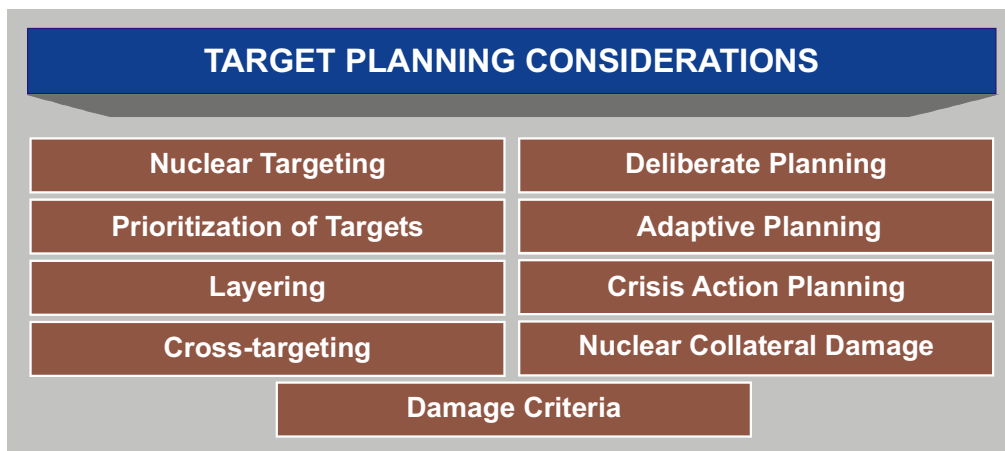 TARGET PLANNING CONSIDERATIONS
Nuclear Targeting
Deliberate Planning
Prioritization of Targets
Adaptive Planning
Layering
Crisis Action Planning
Cross-targeting
Nuclear Collateral Damage
Damage Criteria